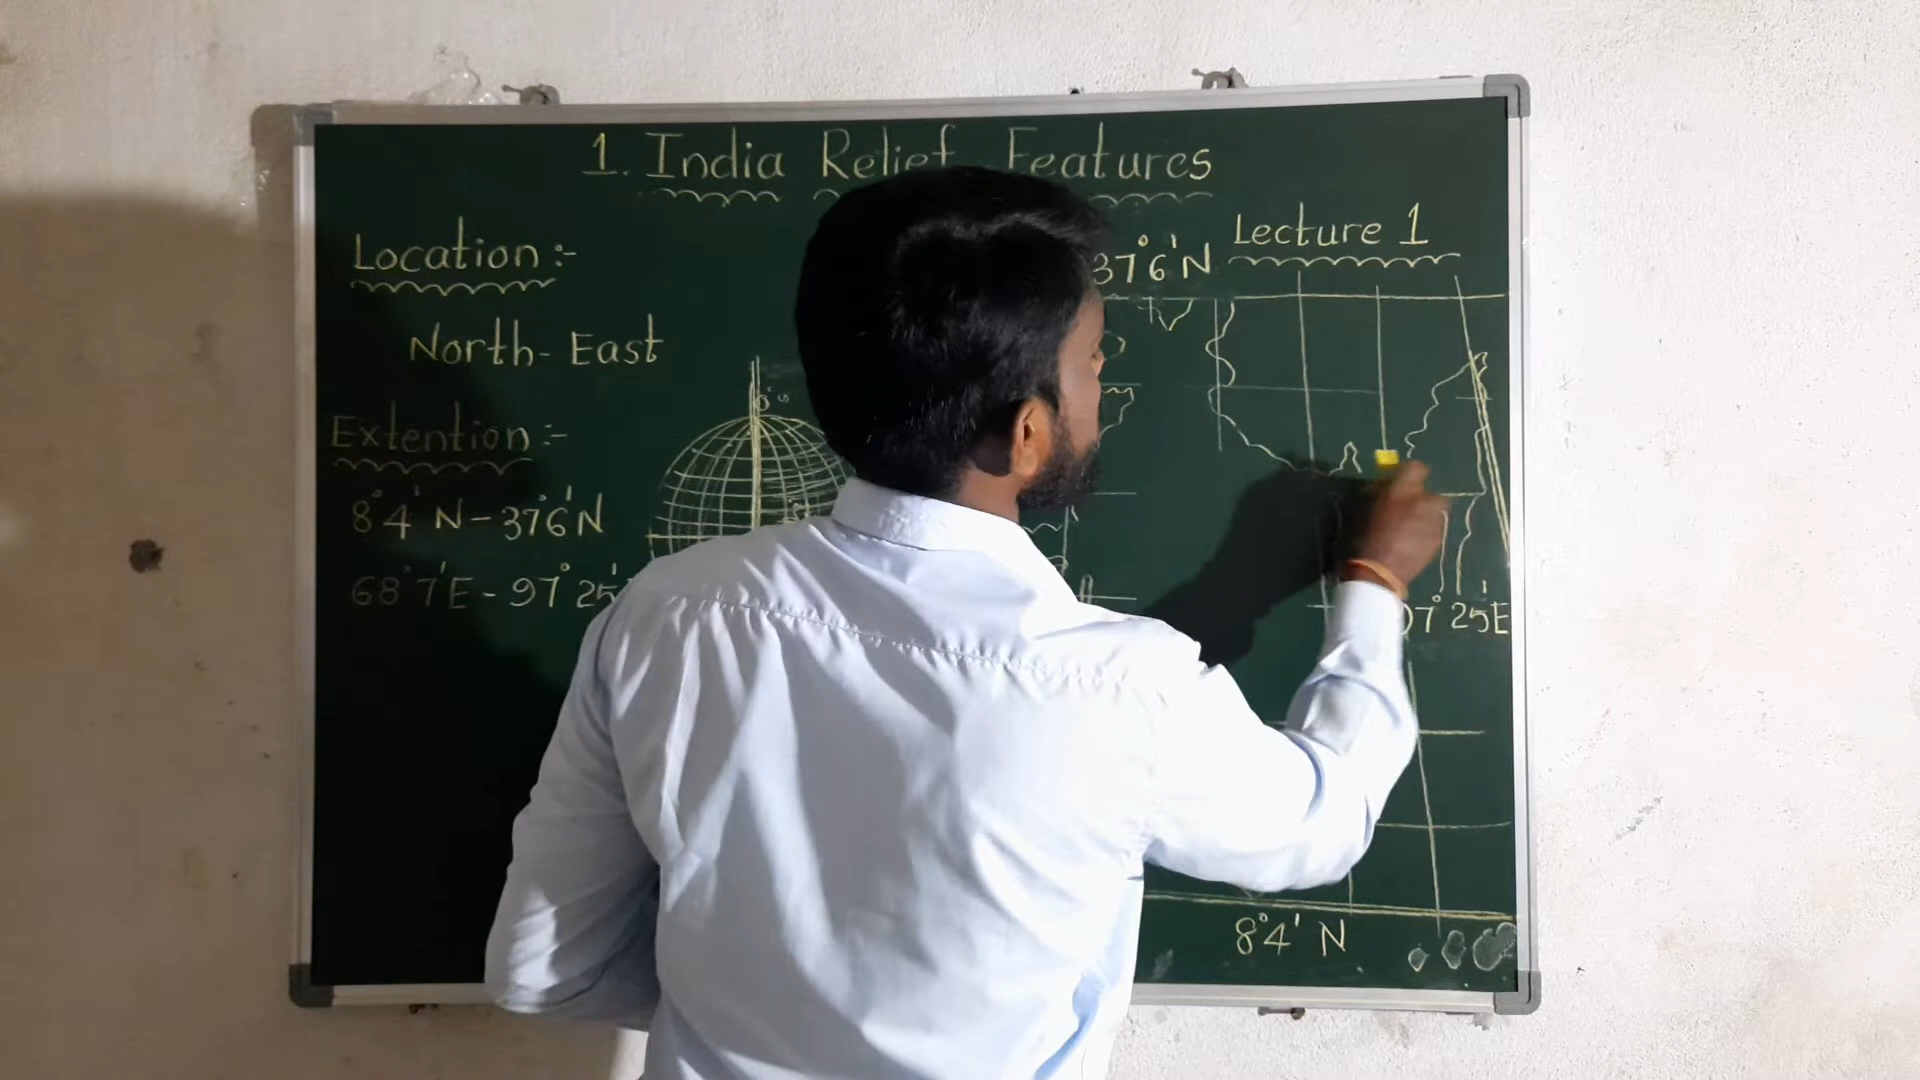 1. India Relief Features
Lecture 1
Location :-
37°6' N
North- East
Extention :-
8°4' N - 37°6' N
68°7' E - 97° 25'
97° 25' E
8°4' N